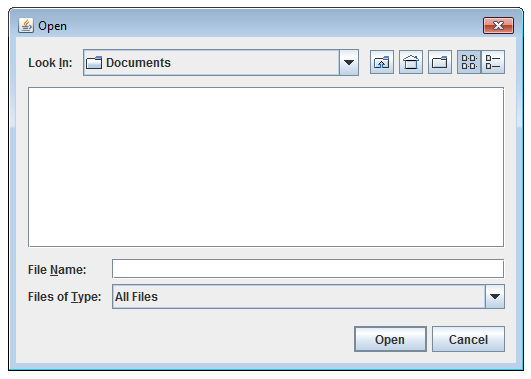 Open
Look In: Documents
File Name:
Files of Type: All Files
Open Cancel